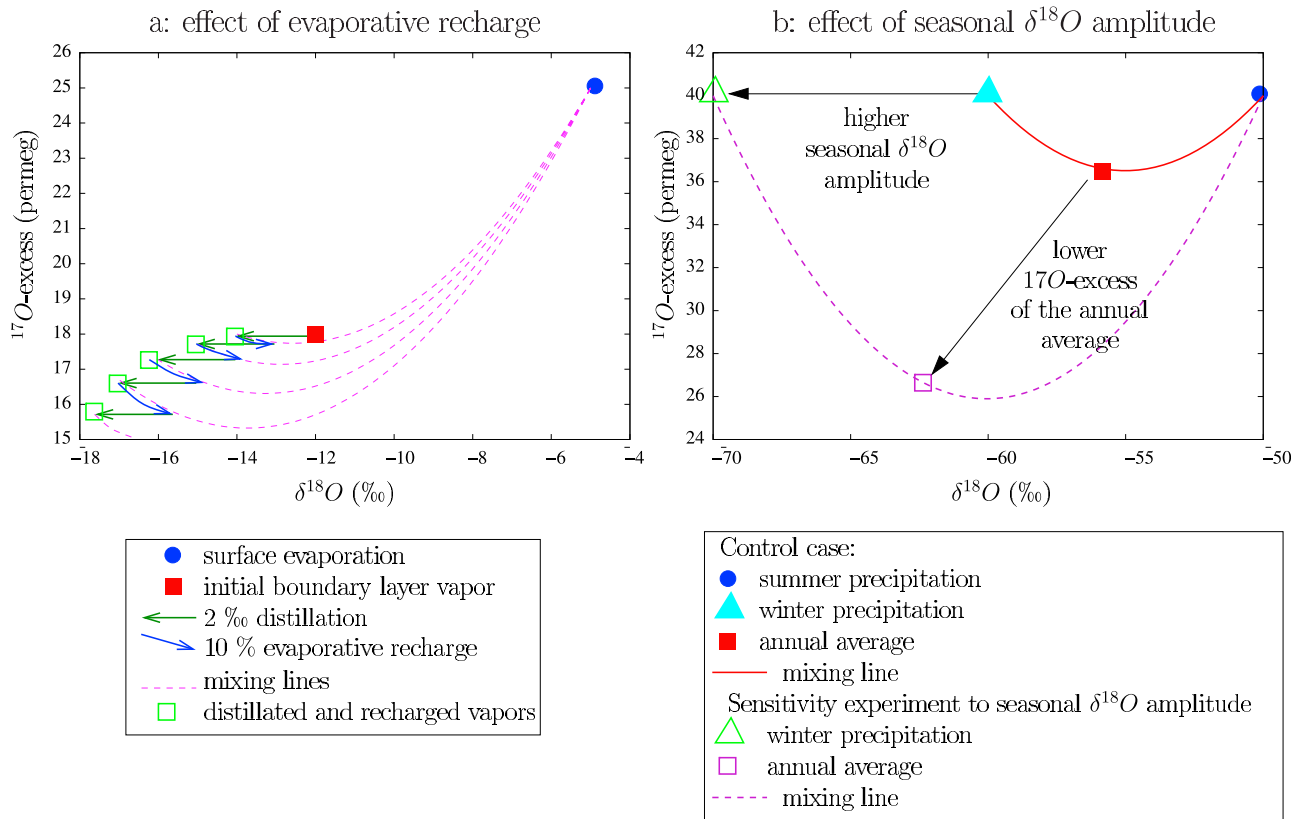 a: effect of evaporative recharge
26
25
24
23
22
21
20
19
18
17
16
15
¹⁷O-excess (permeg)
−18 −16 −14 −12 −10 −8 −6 −4
δ¹⁸O (‰)
surface evaporation
initial boundary layer vapor
2 ‰ distillation
10 % evaporative recharge
mixing lines
distillated and recharged vapors
b: effect of seasonal δ¹⁸O amplitude
42
40
38
36
34
32
30
28
26
24
¹⁷O-excess (permeg)
higher
seasonal δ¹⁸O
amplitude
lower
17O-excess
of the annual
average
−70 −65 −60 −55 −50
δ¹⁸O (‰)
Control case:
summer precipitation
winter precipitation
annual average
mixing line
Sensitivity experiment to seasonal δ¹⁸O amplitude
winter precipitation
annual average
mixing line